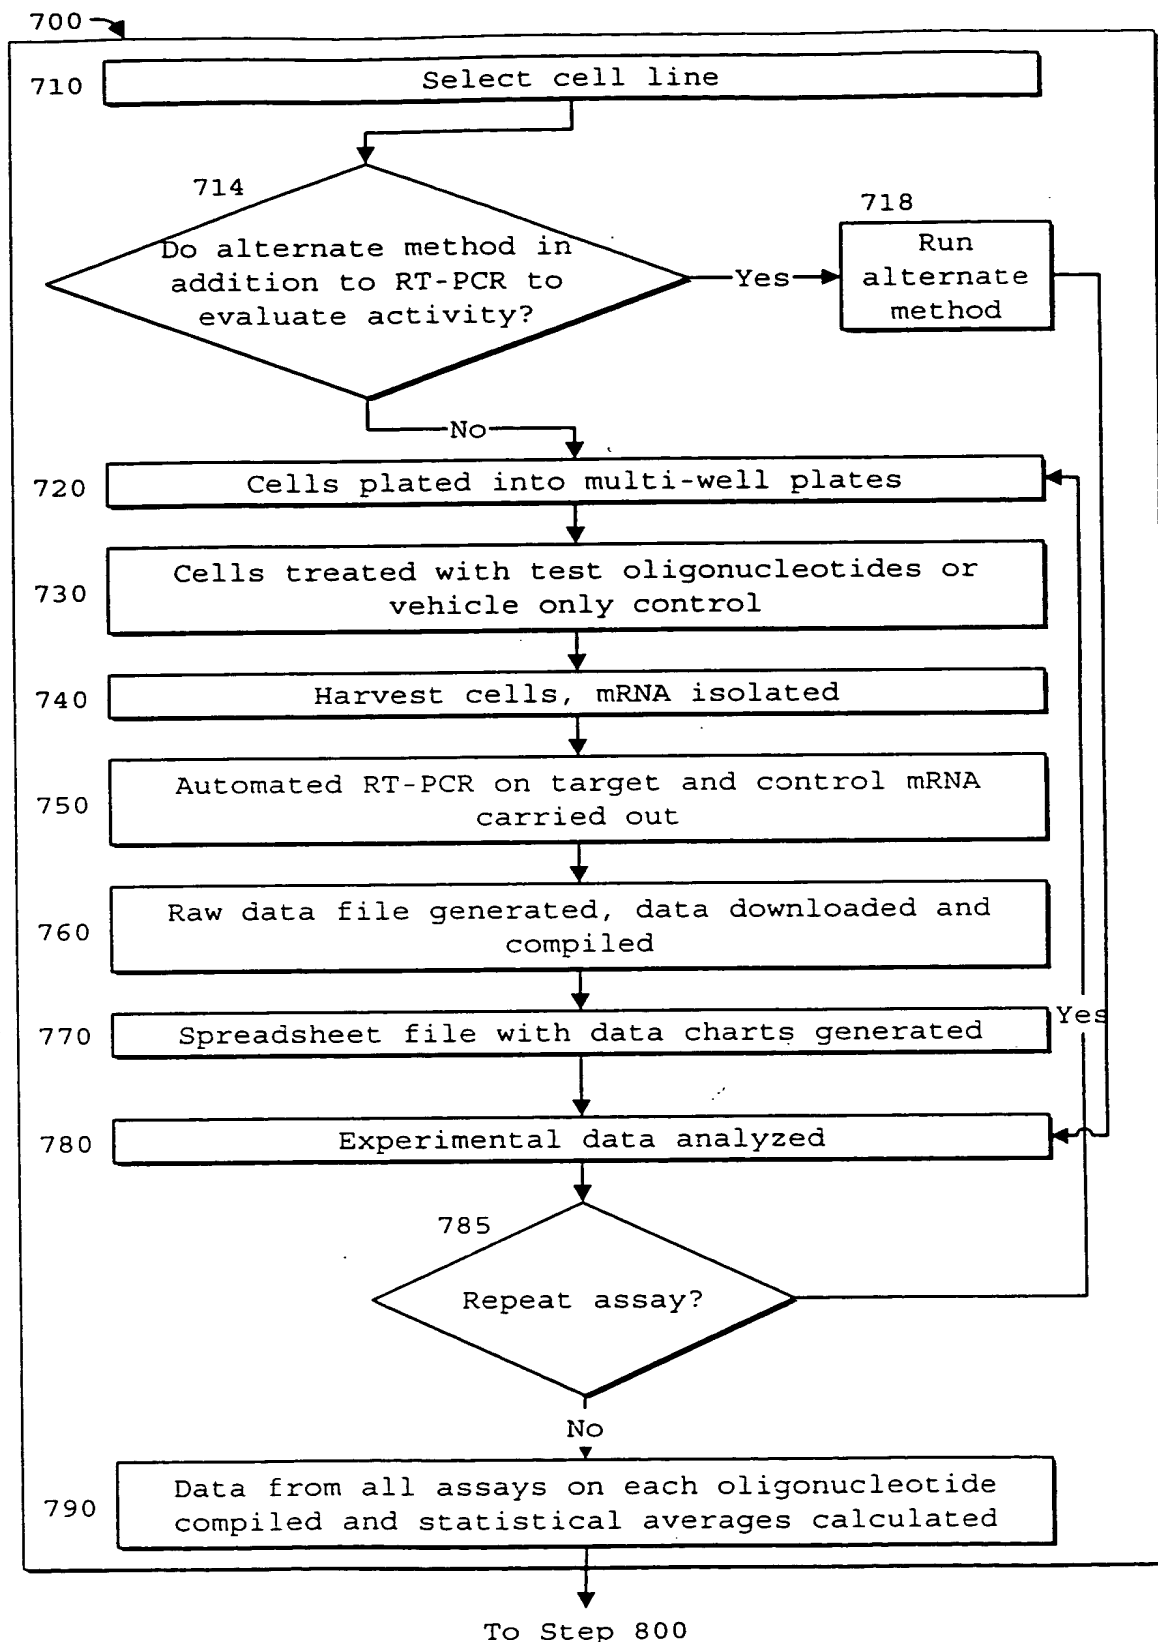 700
710
Select cell line
714
Do alternate method in
addition to RT-PCR to
evaluate activity?
Yes
718
Run
alternate
method
No
720
Cells plated into multi-well plates
730
Cells treated with test oligonucleotides or
vehicle only control
740
Harvest cells, mRNA isolated
750
Automated RT-PCR on target and control mRNA
carried out
760
Raw data file generated, data downloaded and
compiled
770
Spreadsheet file with data charts generated
Yes
780
Experimental data analyzed
785
Repeat assay?
No
790
Data from all assays on each oligonucleotide
compiled and statistical averages calculated
To Step 800